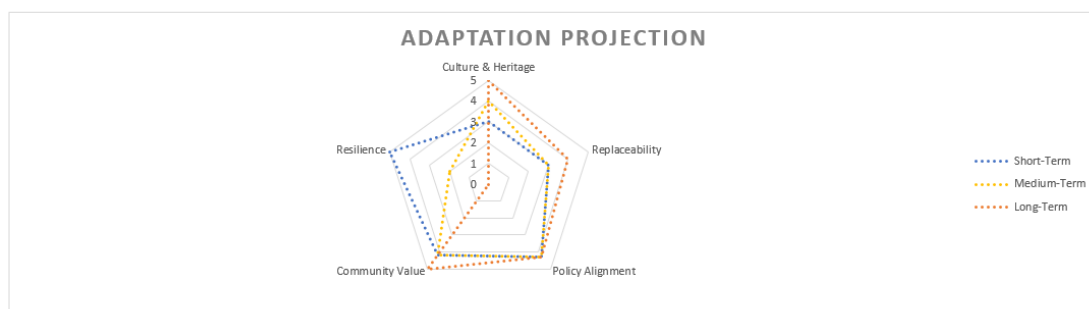 ADAPTATION PROJECTION
Culture & Heritage
5
4
3
2
1
0
Resilience
Replaceability
Community Value
Policy Alignment
Short-Term
Medium-Term
Long-Term